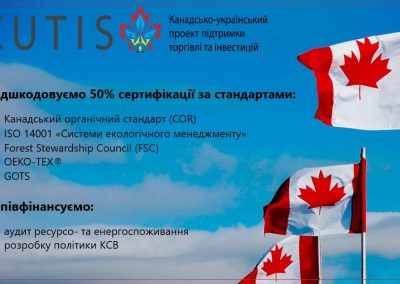 CUTIS
Канадсько-український
проект підтримки
торгівлі та інвестицій
дшкодовуємо 50% сертифікації за стандартами:
Канадський органічний стандарт (COR)
ISO 14001 «Системи екологічного менеджменту»
Forest Stewardship Council (FSC)
OEKO-TEX®
GOTS
півфінансуємо:
аудит ресурсо- та енергоспоживання
розробку політики КСВ